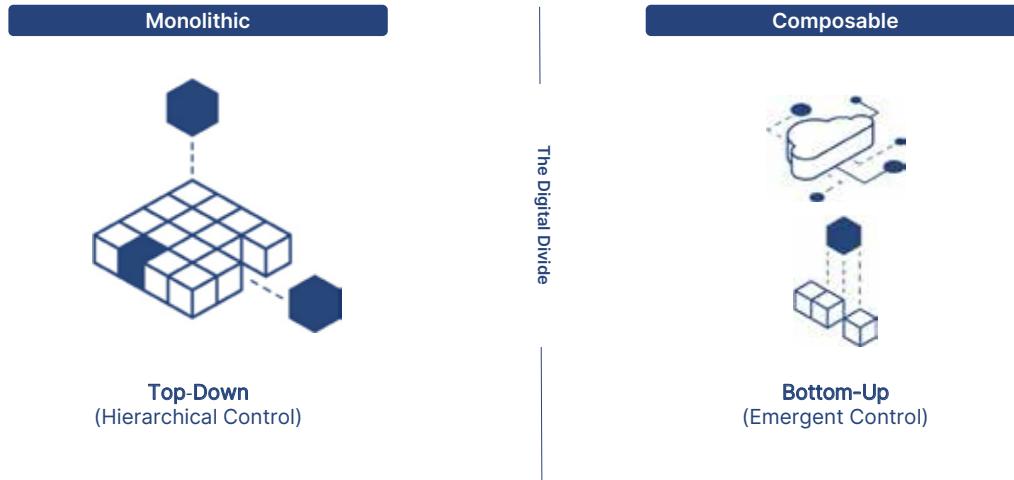 Monolithic
Composable
The Digital Divide
Top-Down
(Hierarchical Control)
Bottom-Up
(Emergent Control)